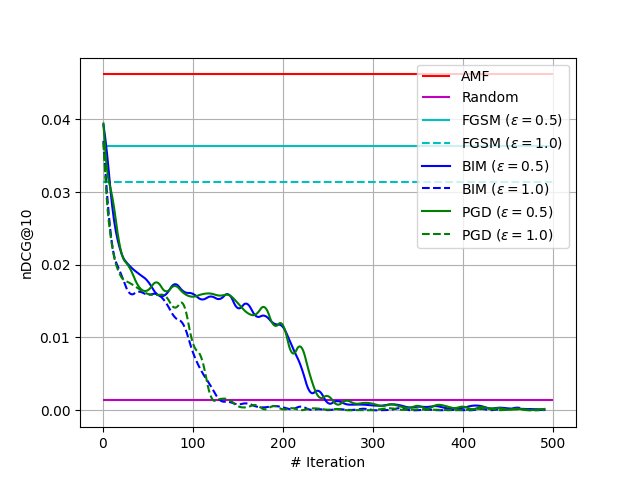 nDCG@10
0.04
0.03
0.02
0.01
0.00
0
100
200
300
400
500
# Iteration
AMF
Random
FGSM (ε = 0.5)
FGSM (ε = 1.0)
BIM (ε = 0.5)
BIM (ε = 1.0)
PGD (ε = 0.5)
PGD (ε = 1.0)